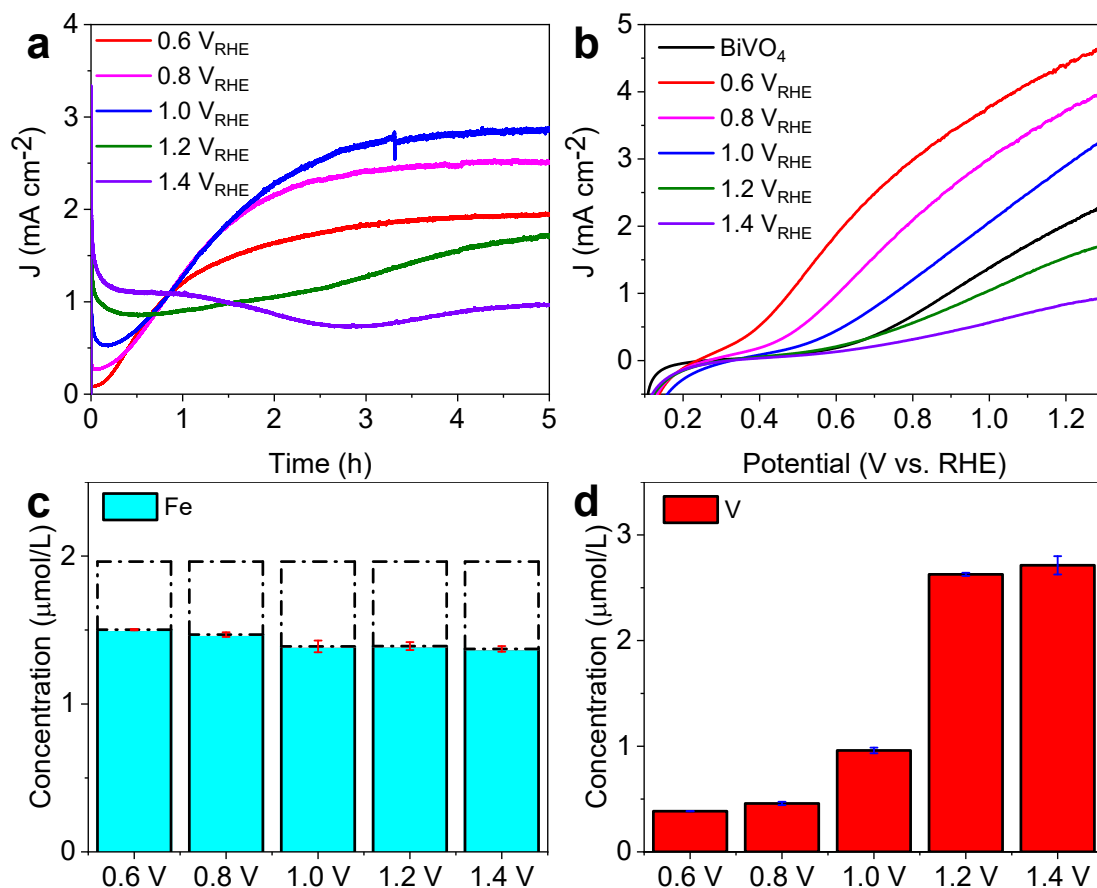 a
J (mA cm⁻²)
4
3
2
1
0
0.6 V_RHE
0.8 V_RHE
1.0 V_RHE
1.2 V_RHE
1.4 V_RHE
0 1 2 3 4 5
Time (h)
b
J (mA cm⁻²)
5
4
3
2
1
0
BiVO₄
0.6 V_RHE
0.8 V_RHE
1.0 V_RHE
1.2 V_RHE
1.4 V_RHE
0.2 0.4 0.6 0.8 1.0 1.2
Potential (V vs. RHE)
c
Concentration (μmol/L)
Fe
2
1
0
0.6 V 0.8 V 1.0 V 1.2 V 1.4 V
d
Concentration (μmol/L)
V
3
2
1
0
0.6 V 0.8 V 1.0 V 1.2 V 1.4 V